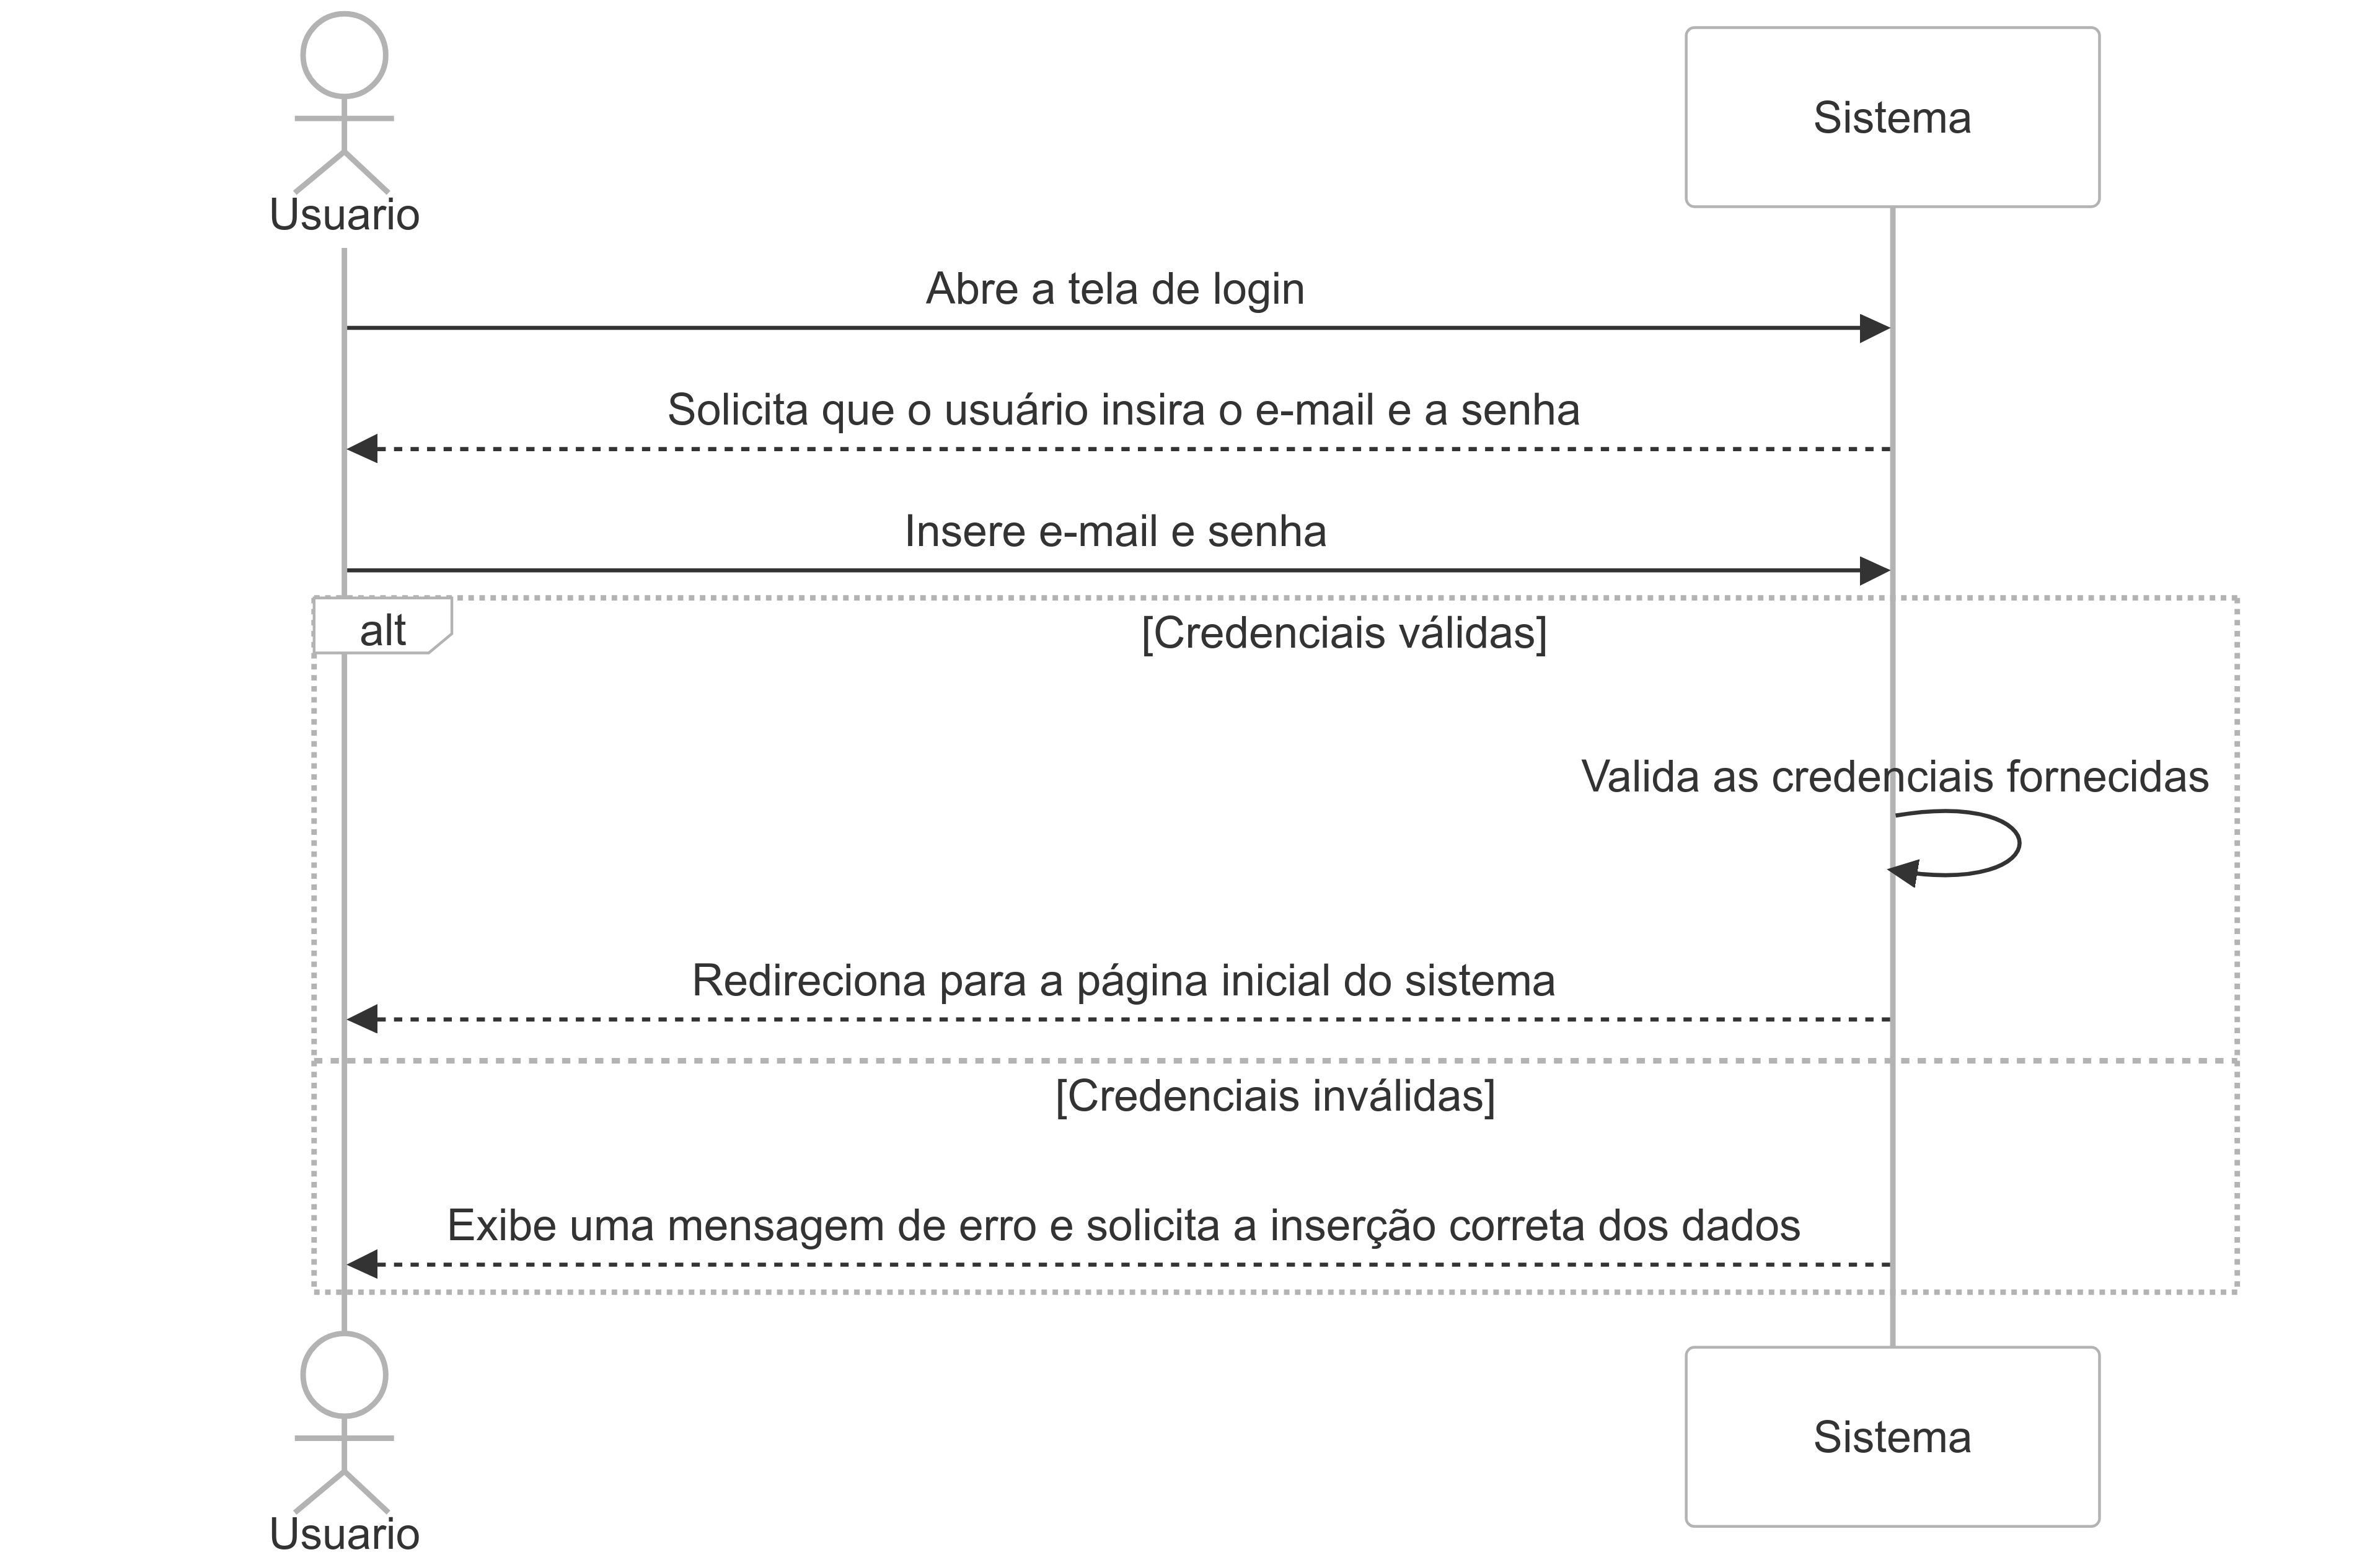 Usuario
Sistema
Abre a tela de login
Solicita que o usuário insira o e-mail e a senha
Insere e-mail e senha
alt
[Credenciais válidas]
Valida as credenciais fornecidas
Redireciona para a página inicial do sistema
[Credenciais inválidas]
Exibe uma mensagem de erro e solicita a inserção correta dos dados
Usuario
Sistema